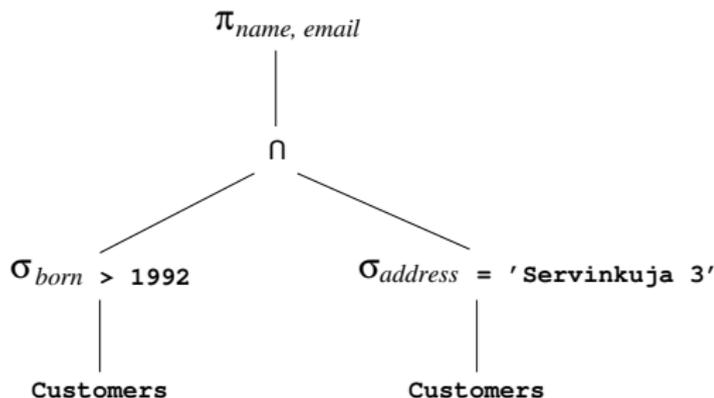 π name, email
∩
σ born > 1992
σ address = 'Servinkuja 3'
Customers
Customers